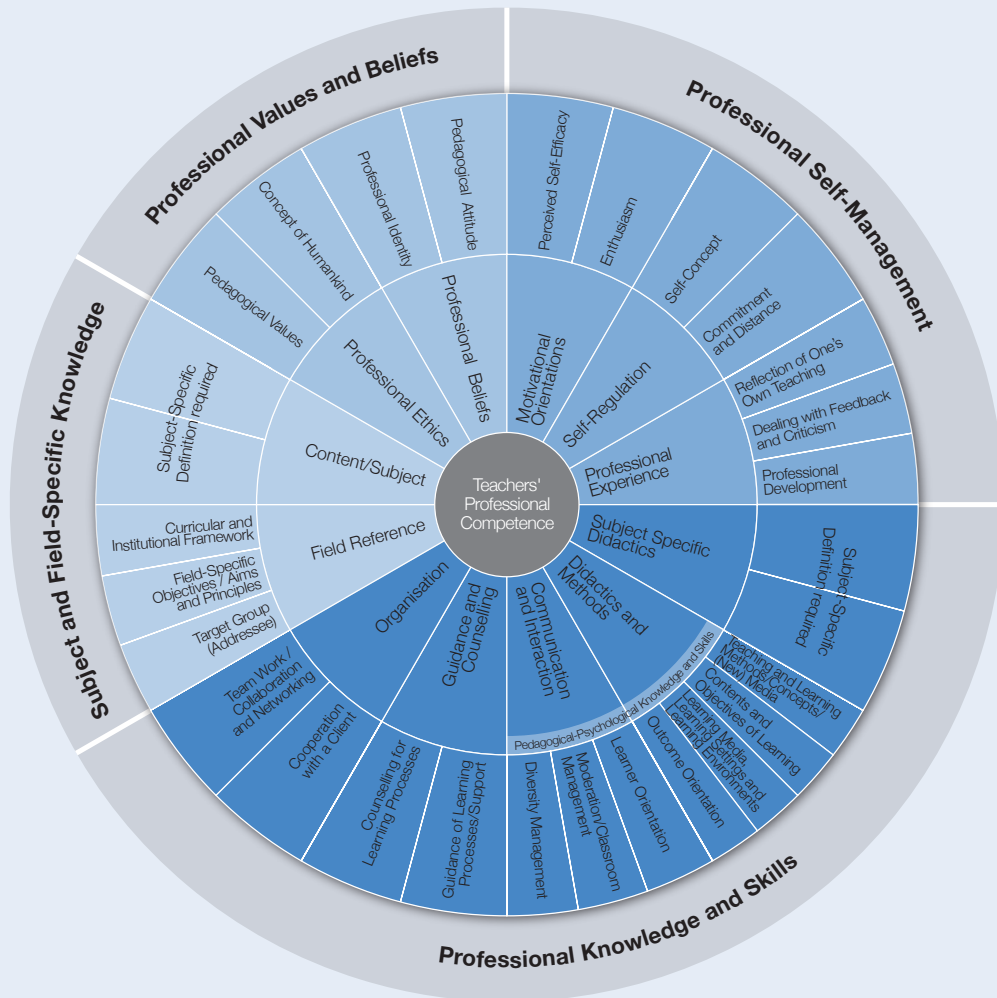 Teachers'
Professional
Competence
Professional Values and Beliefs
Professional Ethics
Pedagogical Values
Concept of Humankind
Professional Beliefs
Professional Identity
Pedagogical Attitude
Professional Self-Management
Motivational
Orientations
Perceived Self-Efficacy
Enthusiasm
Self-Regulation
Self-Concept
Commitment
and Distance
Professional
Experience
Reflection of One's
Own Teaching
Dealing with Feedback
and Criticism
Professional
Development
Professional Knowledge and Skills
Subject Specific
Didactics
Subject-Specific
Definition required
Pedagogical-Psychological Knowledge and Skills
Didactics and
Methods
Teaching and Learning
Methods/Concepts/
(New) Media
Contents and
Objectives of Learning
Learning Media,
Learning Settings and
Learning Environments
Outcome Orientation
Communication
and Interaction
Learner Orientation
Moderation/Classroom
Management
Diversity Management
Guidance and
Counselling
Guidance of Learning
Processes/Support
Counselling for
Learning Processes
Organisation
Cooperation
with a Client
Team Work /
Collaboration
and Networking
Subject and Field-Specific Knowledge
Field Reference
Target Group
(Addressee)
Field-Specific
Objectives / Aims
and Principles
Curricular and
Institutional Framework
Content/Subject
Subject-Specific
Definition required